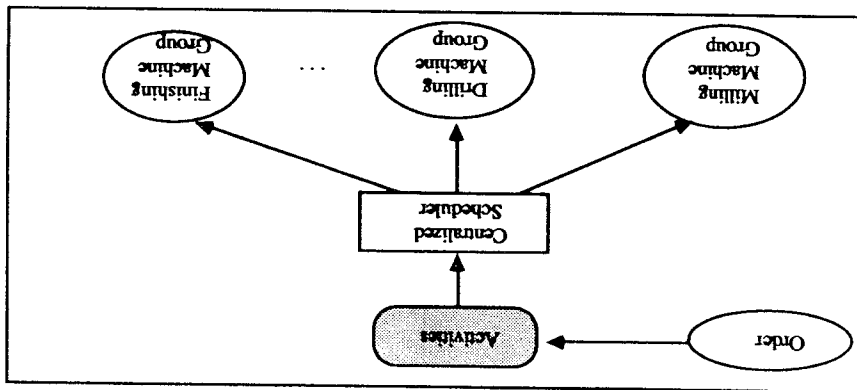 Order
Activities
Centralized
Scheduler
Milling
Machine
Group
Drilling
Machine
Group
...
Finishing
Machine
Group